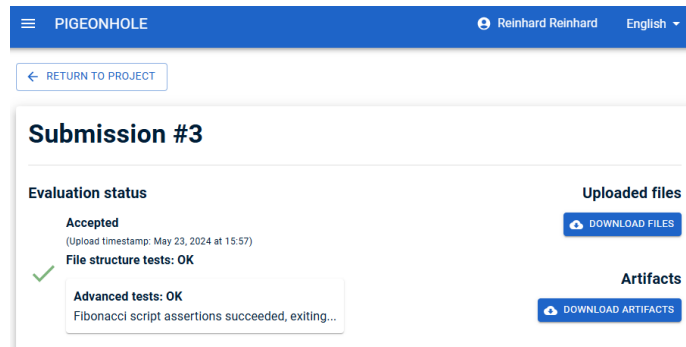 PIGEONHOLE
Reinhard Reinhard
English
RETURN TO PROJECT
Submission #3
Evaluation status
Uploaded files
Accepted
DOWNLOAD FILES
(Upload timestamp: May 23, 2024 at 15:57)
File structure tests: OK
Artifacts
Advanced tests: OK
DOWNLOAD ARTIFACTS
Fibonacci script assertions succeeded, exiting...